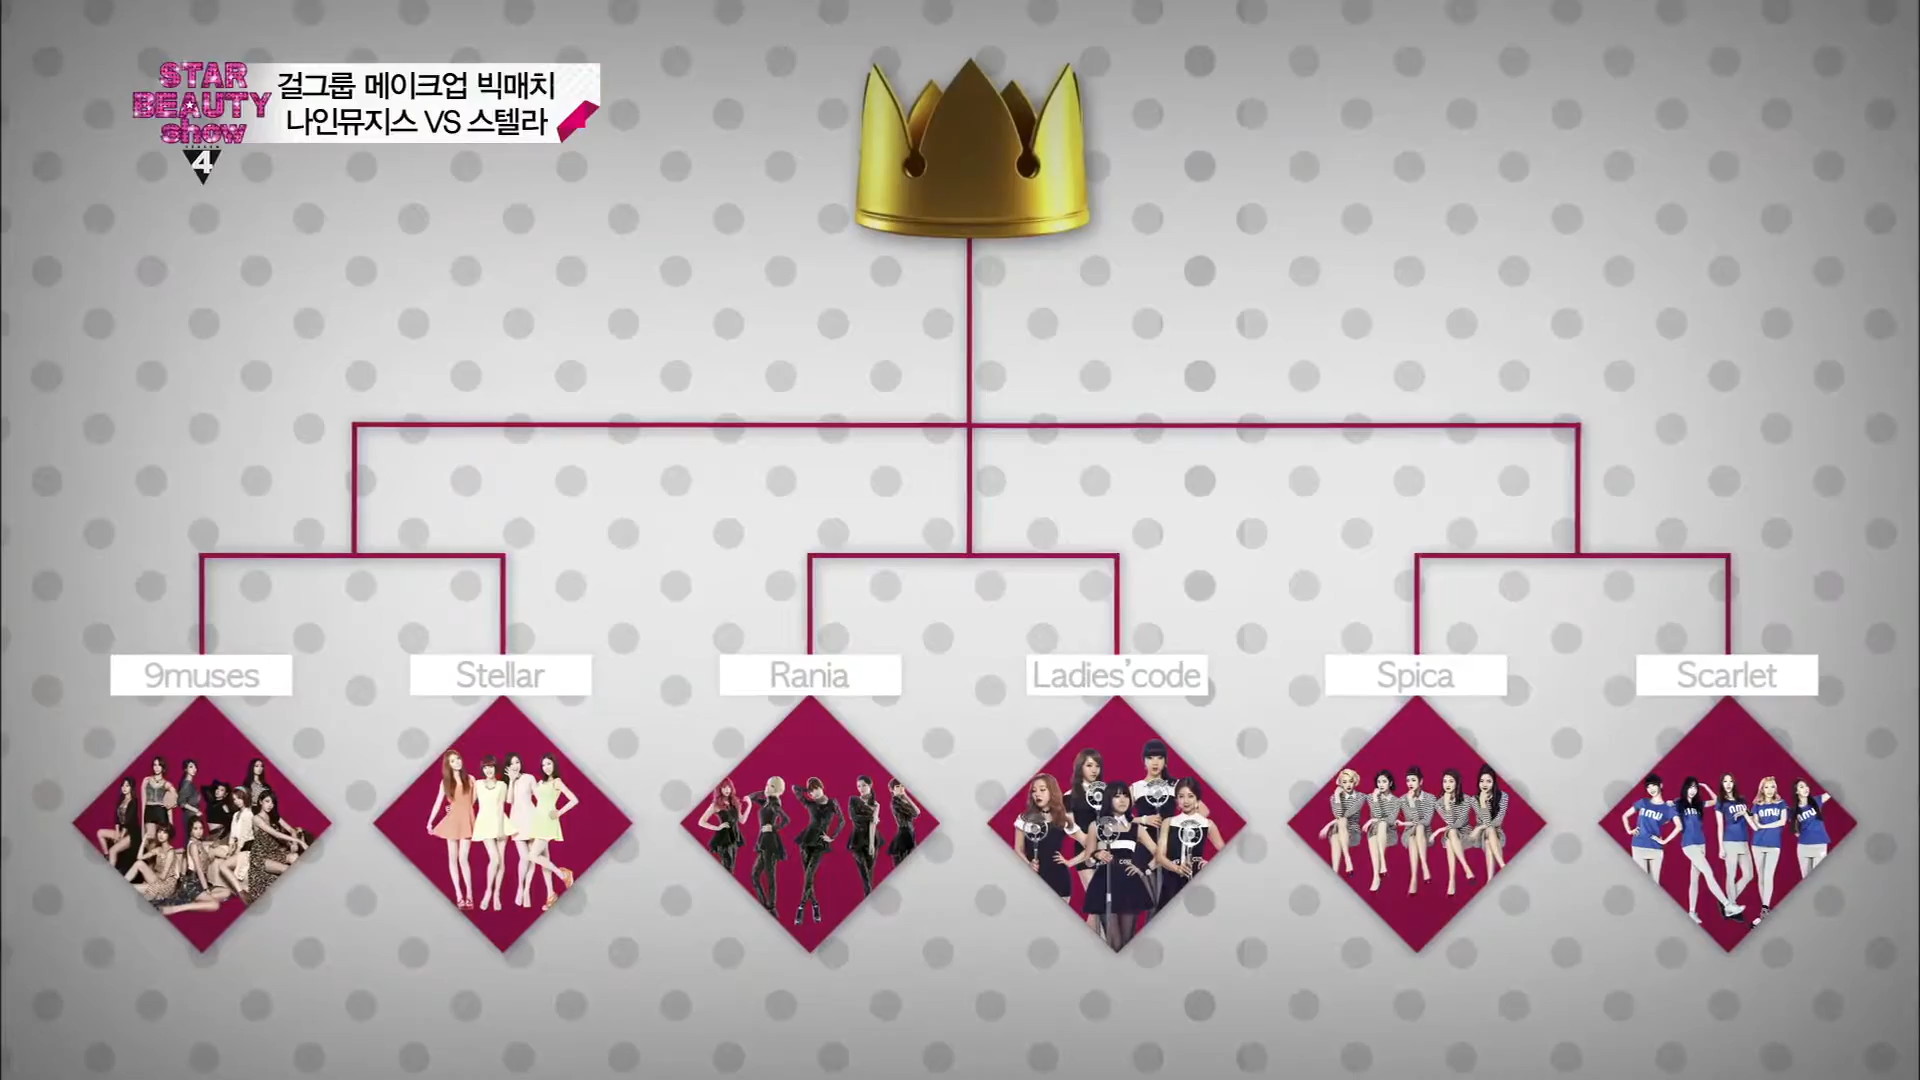 STAR
BEAUTY
show
SEASON
4
걸그룹 메이크업 빅매치
나인뮤지스 VS 스텔라
9muses
Stellar
Rania
Ladies'code
Spica
Scarlet